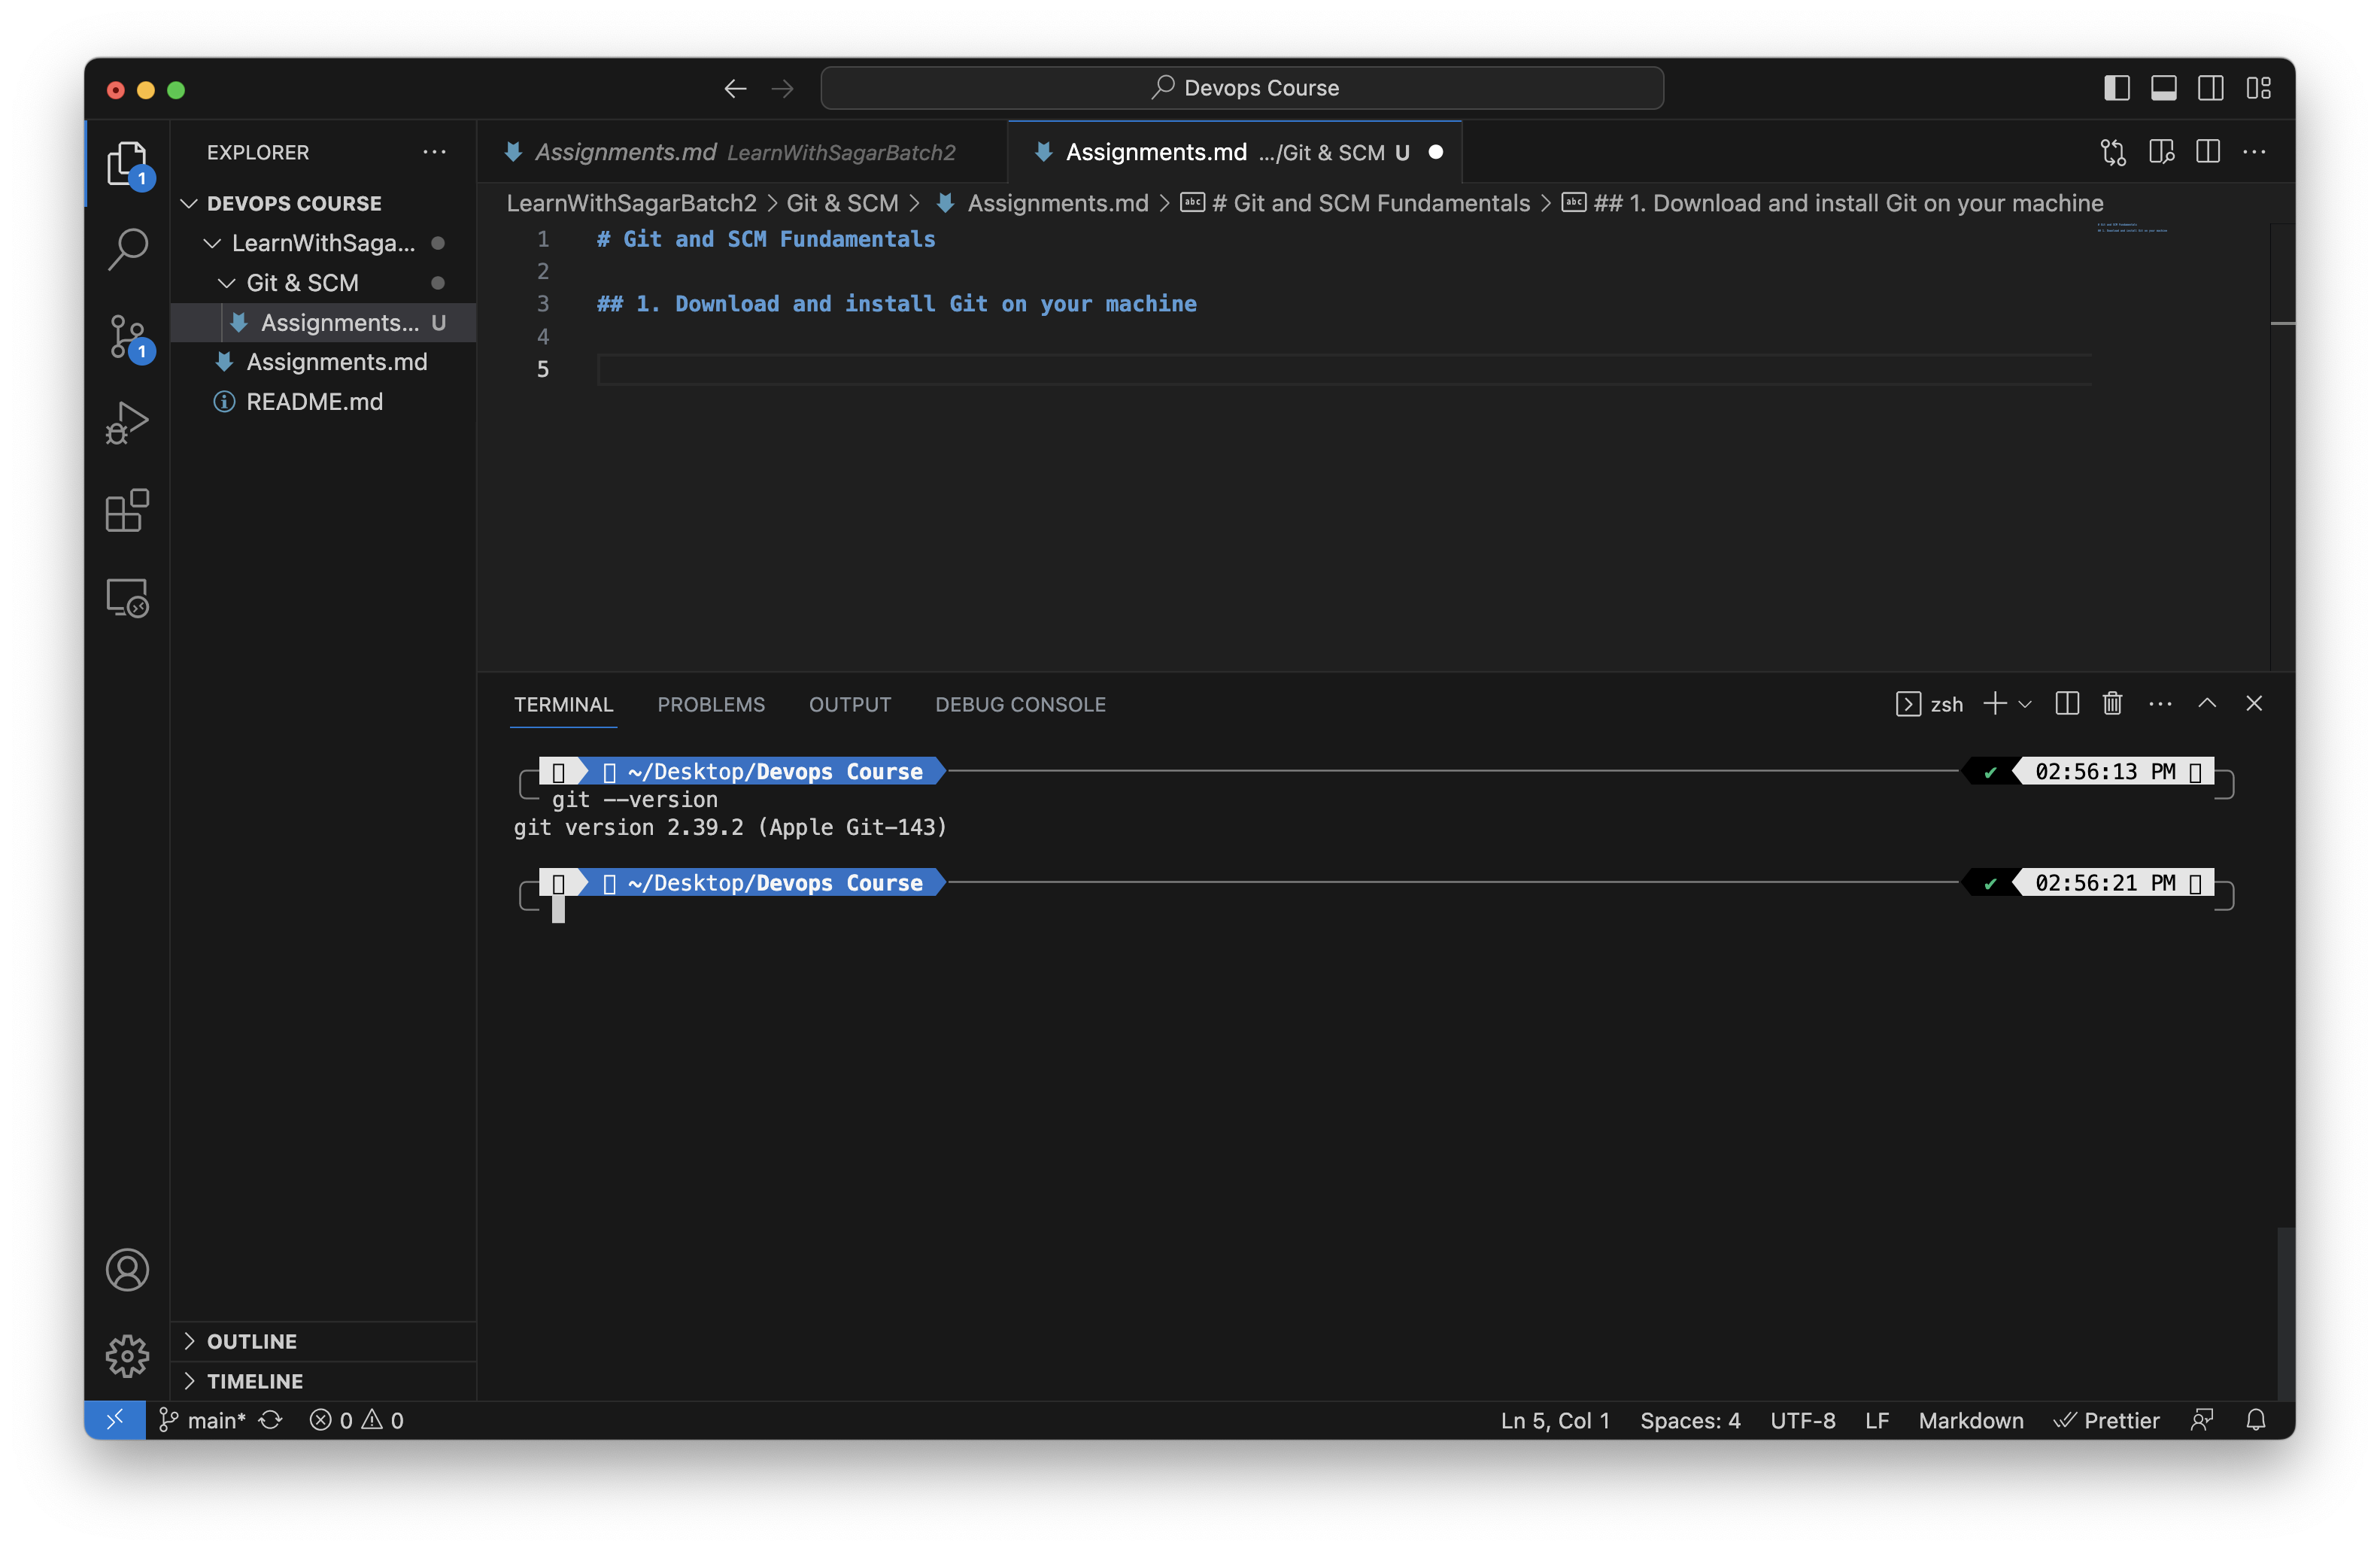 Devops Course
EXPLORER
Assignments.md LearnWithSagarBatch2
Assignments.md .../Git & SCM U
1
DEVOPS COURSE
LearnWithSagarBatch2 > Git & SCM > Assignments.md > # Git and SCM Fundamentals > ## 1. Download and install Git on your machine
LearnWithSaga...
Git & SCM
Assignments... U
1
Assignments.md
README.md
1 # Git and SCM Fundamentals
2
3 ## 1. Download and install Git on your machine
4
5
TERMINAL PROBLEMS OUTPUT DEBUG CONSOLE zsh
~/Desktop/Devops Course ✔ 02:56:13 PM
git --version
git version 2.39.2 (Apple Git-143)
~/Desktop/Devops Course ✔ 02:56:21 PM
OUTLINE
TIMELINE
main* 0 0 Ln 5, Col 1 Spaces: 4 UTF-8 LF Markdown Prettier